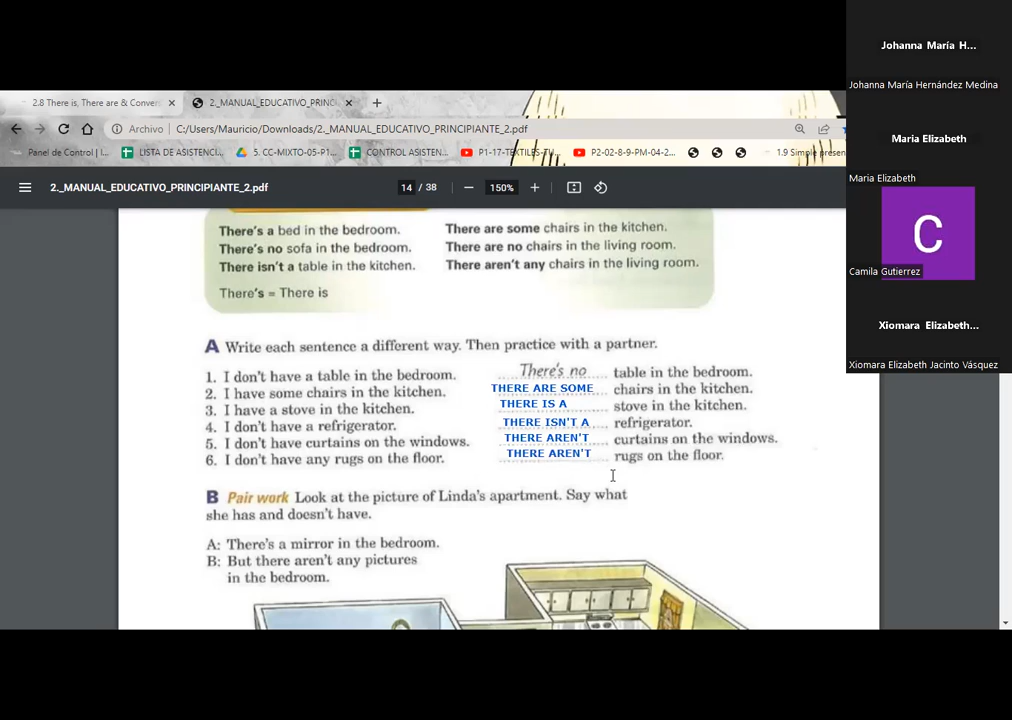 Johanna María H...
Johanna María Hernández Medina
Maria Elizabeth
Maria Elizabeth
C
Camila Gutierrez
Xiomara Elizabeth...
Xiomara Elizabeth Jacinto Vásquez
2.8 There is, There are & Conver
2._MANUAL_EDUCATIVO_PRINCI
Archivo C:/Users/Mauricio/Downloads/2._MANUAL_EDUCATIVO_PRINCIPIANTE_2.pdf
Panel de Control | I... LISTA DE ASISTENCI... 5. CC-MIXTO-05-P1... CONTROL ASISTEN... P1-17-TEXTILES-TU... P2-02-8-9-PM-04-2... 1.9 Simple presen
2._MANUAL_EDUCATIVO_PRINCIPIANTE_2.pdf 14 / 38 150%
There's a bed in the bedroom. There are some chairs in the kitchen.
There's no sofa in the bedroom. There are no chairs in the living room.
There isn't a table in the kitchen. There aren't any chairs in the living room.
There's = There is
A Write each sentence a different way. Then practice with a partner.
1. I don't have a table in the bedroom. There's no table in the bedroom.
2. I have some chairs in the kitchen. THERE ARE SOME chairs in the kitchen.
3. I have a stove in the kitchen. THERE IS A stove in the kitchen.
4. I don't have a refrigerator. THERE ISN'T A refrigerator.
5. I don't have curtains on the windows. THERE AREN'T curtains on the windows.
6. I don't have any rugs on the floor. THERE AREN'T rugs on the floor.
B Pair work Look at the picture of Linda's apartment. Say what
she has and doesn't have.
A: There's a mirror in the bedroom.
B: But there aren't any pictures
in the bedroom.